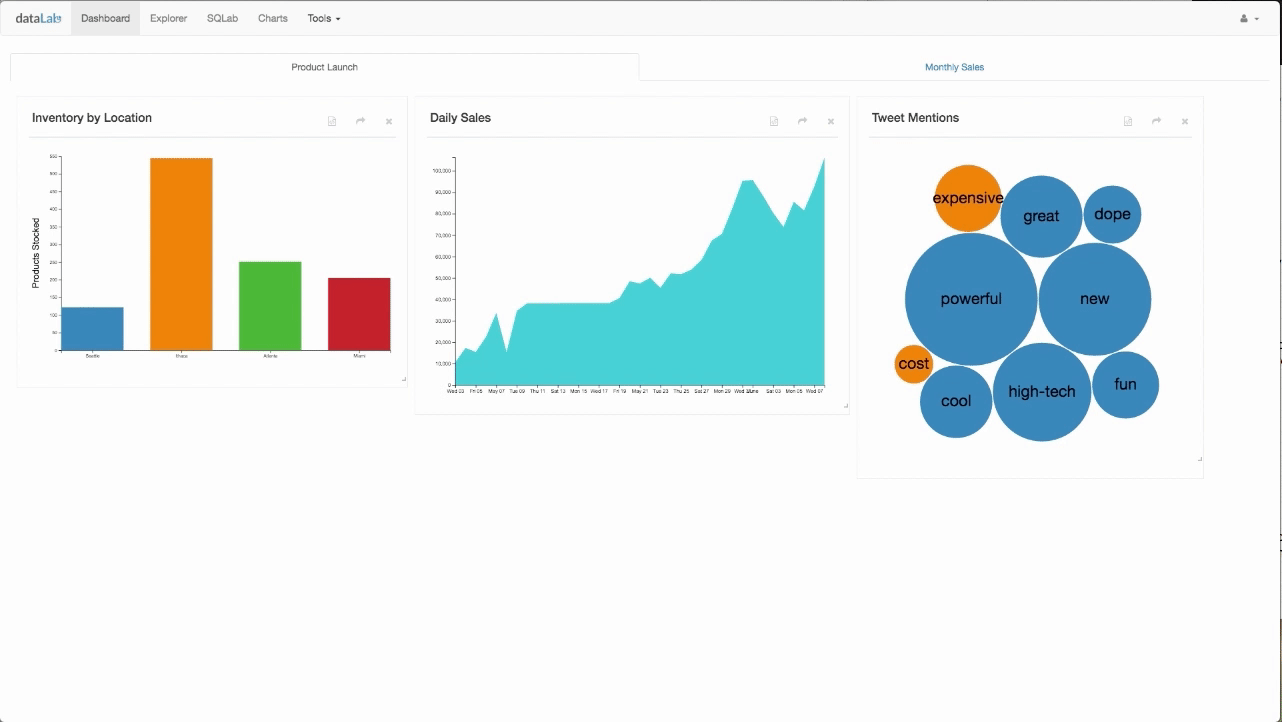 dataLab Dashboard Explorer SQLab Charts Tools
Product Launch Monthly Sales
Inventory by Location
Products Stocked
550
500
450
400
350
300
250
200
150
100
50
0
Seattle Ithaca Atlanta Miami
Daily Sales
100,000
90,000
80,000
70,000
60,000
50,000
40,000
30,000
20,000
10,000
0
Wed 03 Fri 05 May 07 Tue 09 Thu 11 Sat 13 Mon 15 Wed 17 Fri 19 May 21 Tue 23 Thu 25 Sat 27 Mon 29 Wed 31 June Sat 03 Mon 05 Wed 07
Tweet Mentions
expensive
great
dope
powerful
new
cost
cool
high-tech
fun